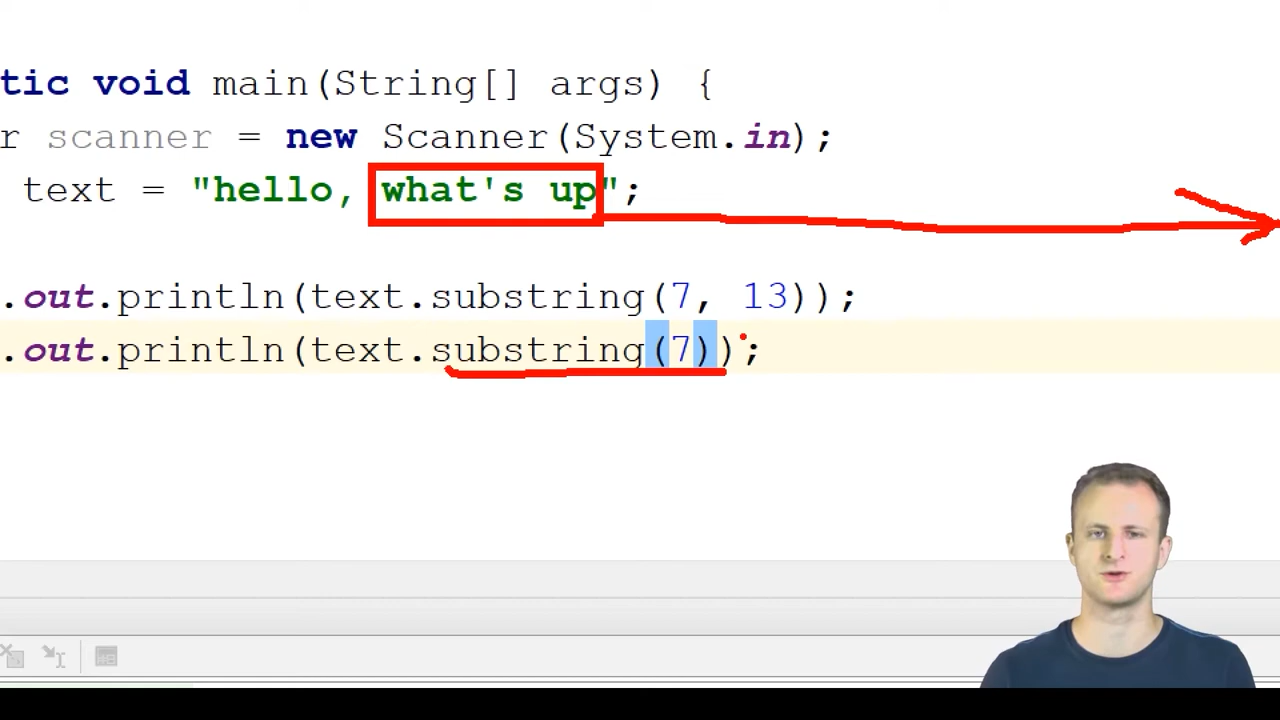 tic void main(String[] args) {
r scanner = new Scanner(System.in);
text = "hello, what's up";
.out.println(text.substring(7, 13));
.out.println(text.substring(7));